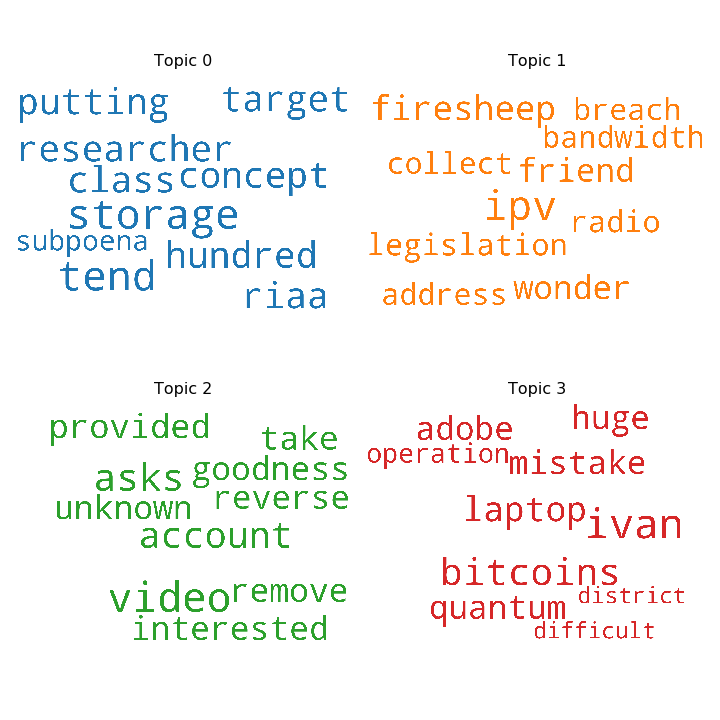 Topic 0
putting target
researcher
class concept
storage
subpoena hundred
tend
riaa
Topic 1
firesheep breach
bandwidth
collect friend
ipv radio
legislation
address wonder
Topic 2
provided take
asks goodness
unknown reverse
account
video remove
interested
Topic 3
adobe huge
operation mistake
laptop ivan
bitcoins
quantum district
difficult